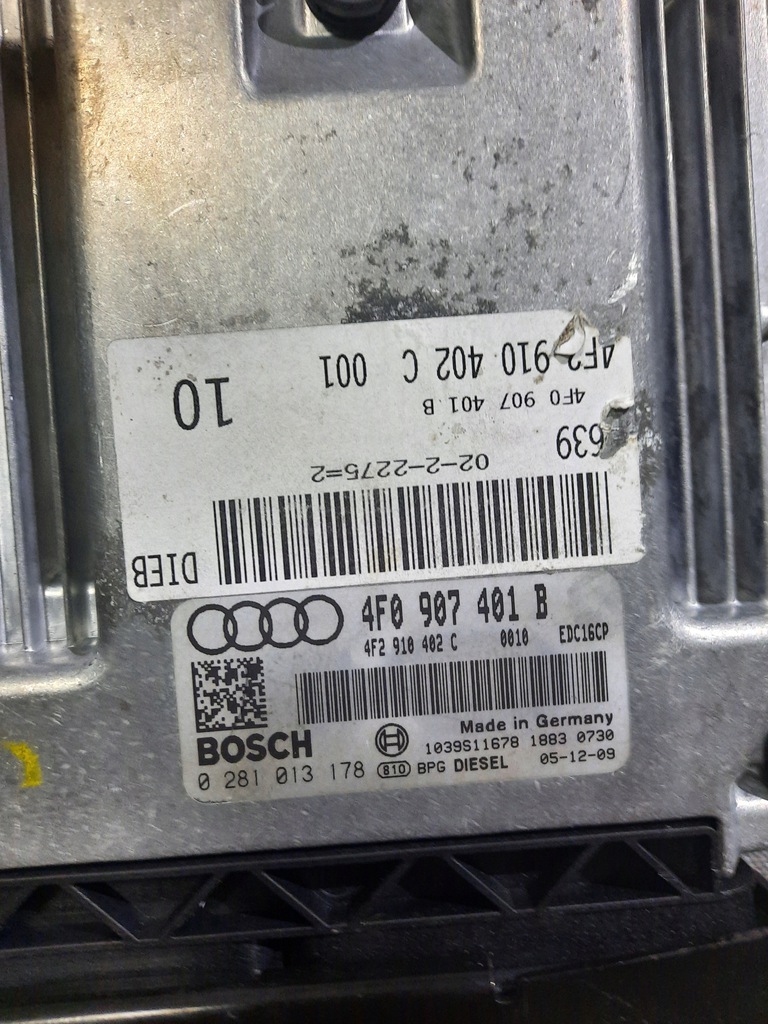 4F2 910 402 C 001
10
4F0 907 401 B
639
02-2-2275=2
DIEB
4F0 907 401 B
4F2 910 402 C 0010 EDC16CP
Made in Germany
BOSCH 1039S11678 1883 0730
0 281 013 178 810 BPG DIESEL 05-12-09